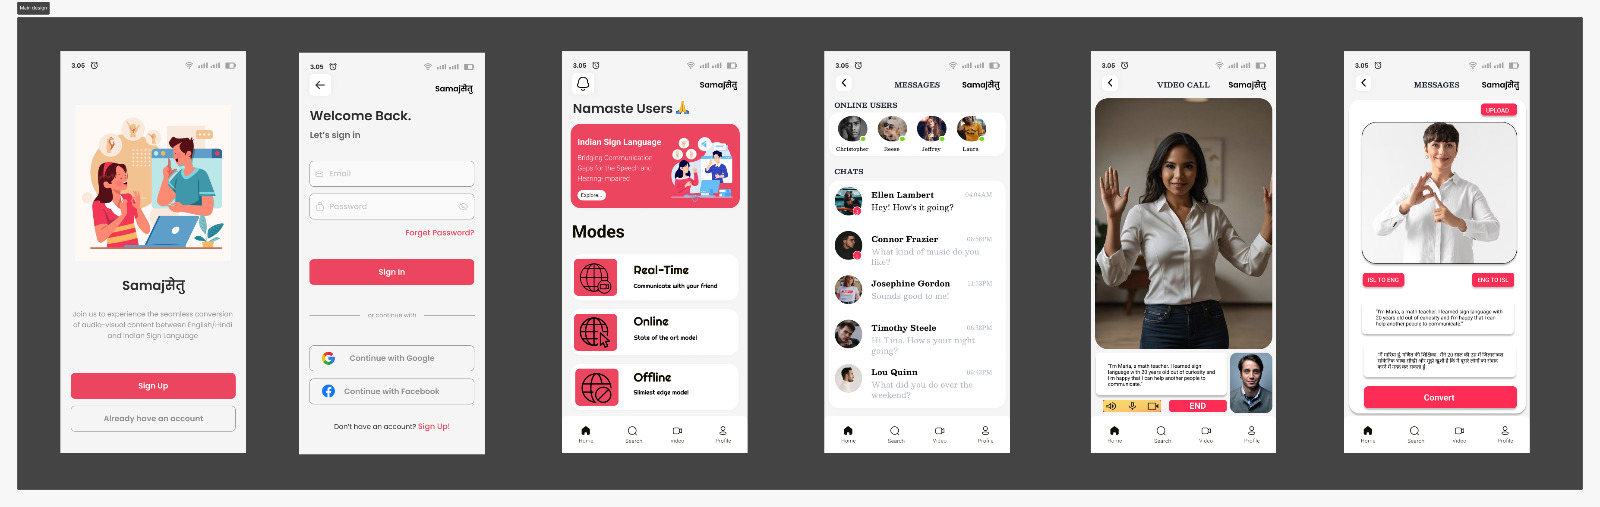 Main design
3.05
Samajसेतु
Join us to experience the seamless conversion
of audio-visual content between English/Hindi
and Indian Sign Language
Sign Up
Already have an account
3.05
Samajसेतु
Welcome Back.
Let's sign in
Email
Password
Forget Password?
Sign In
or continue with
Continue with Google
Continue with Facebook
Don't have an account? Sign Up!
3.05
Samajसेतु
Namaste Users 🙏
Indian Sign Language
Bridging Communication
Gaps for the Speech and
Hearing-Impaired
Explore...
Modes
Real-Time
Communicate with your friend
Online
State of the art model
Offline
Slimiest edge model
Home
Search
Video
Profile
3.05
MESSAGES
Samajसेतु
ONLINE USERS
Christopher
Reese
Jeffrey
Laura
CHATS
Ellen Lambert
04:04AM
Hey! How's it going?
Connor Frazier
06:56PM
What kind of music do you
like?
Josephine Gordon
11:53PM
Sounds good to me!
Timothy Steele
06:56PM
Hi Tina. How's your night
going?
Lou Quinn
What did you do over the
weekend?
Home
Search
Video
Profile
3.05
VIDEO CALL
Samajसेतु
"I'm Maria, a math teacher. I learned sign
language with 20 years old out of curiosity and
I'm happy that I can help another people to
communicate."
END
Home
Search
Video
Profile
3.05
MESSAGES
Samajसेतु
UPLOAD
ISL TO ENG
ENG TO ISL
"I'm Maria, a math teacher. I learned sign language with
20 years old out of curiosity and I'm happy that I can
help another people to communicate."
Convert
Home
Search
Video
Profile